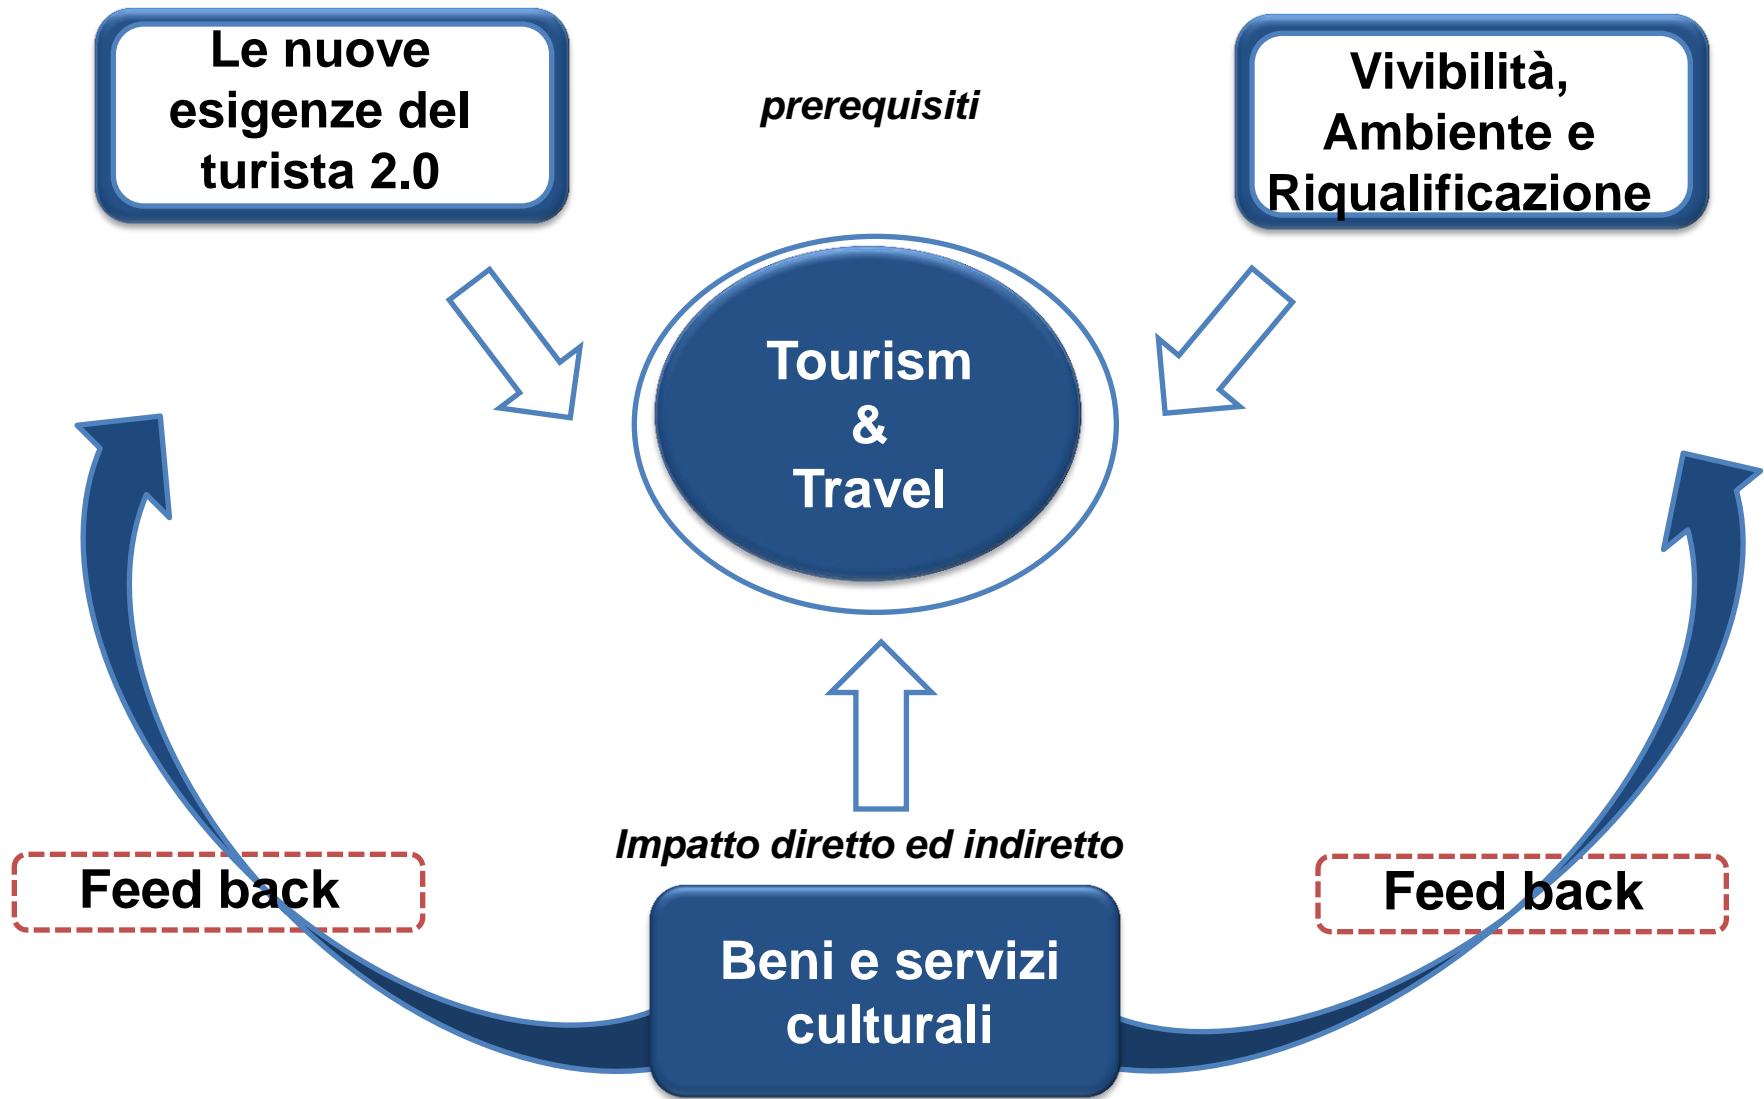 Le nuove
esigenze del
turista 2.0
prerequisiti
Vivibilità,
Ambiente e
Riqualificazione
Tourism
&
Travel
Impatto diretto ed indiretto
Feed back
Feed back
Beni e servizi
culturali